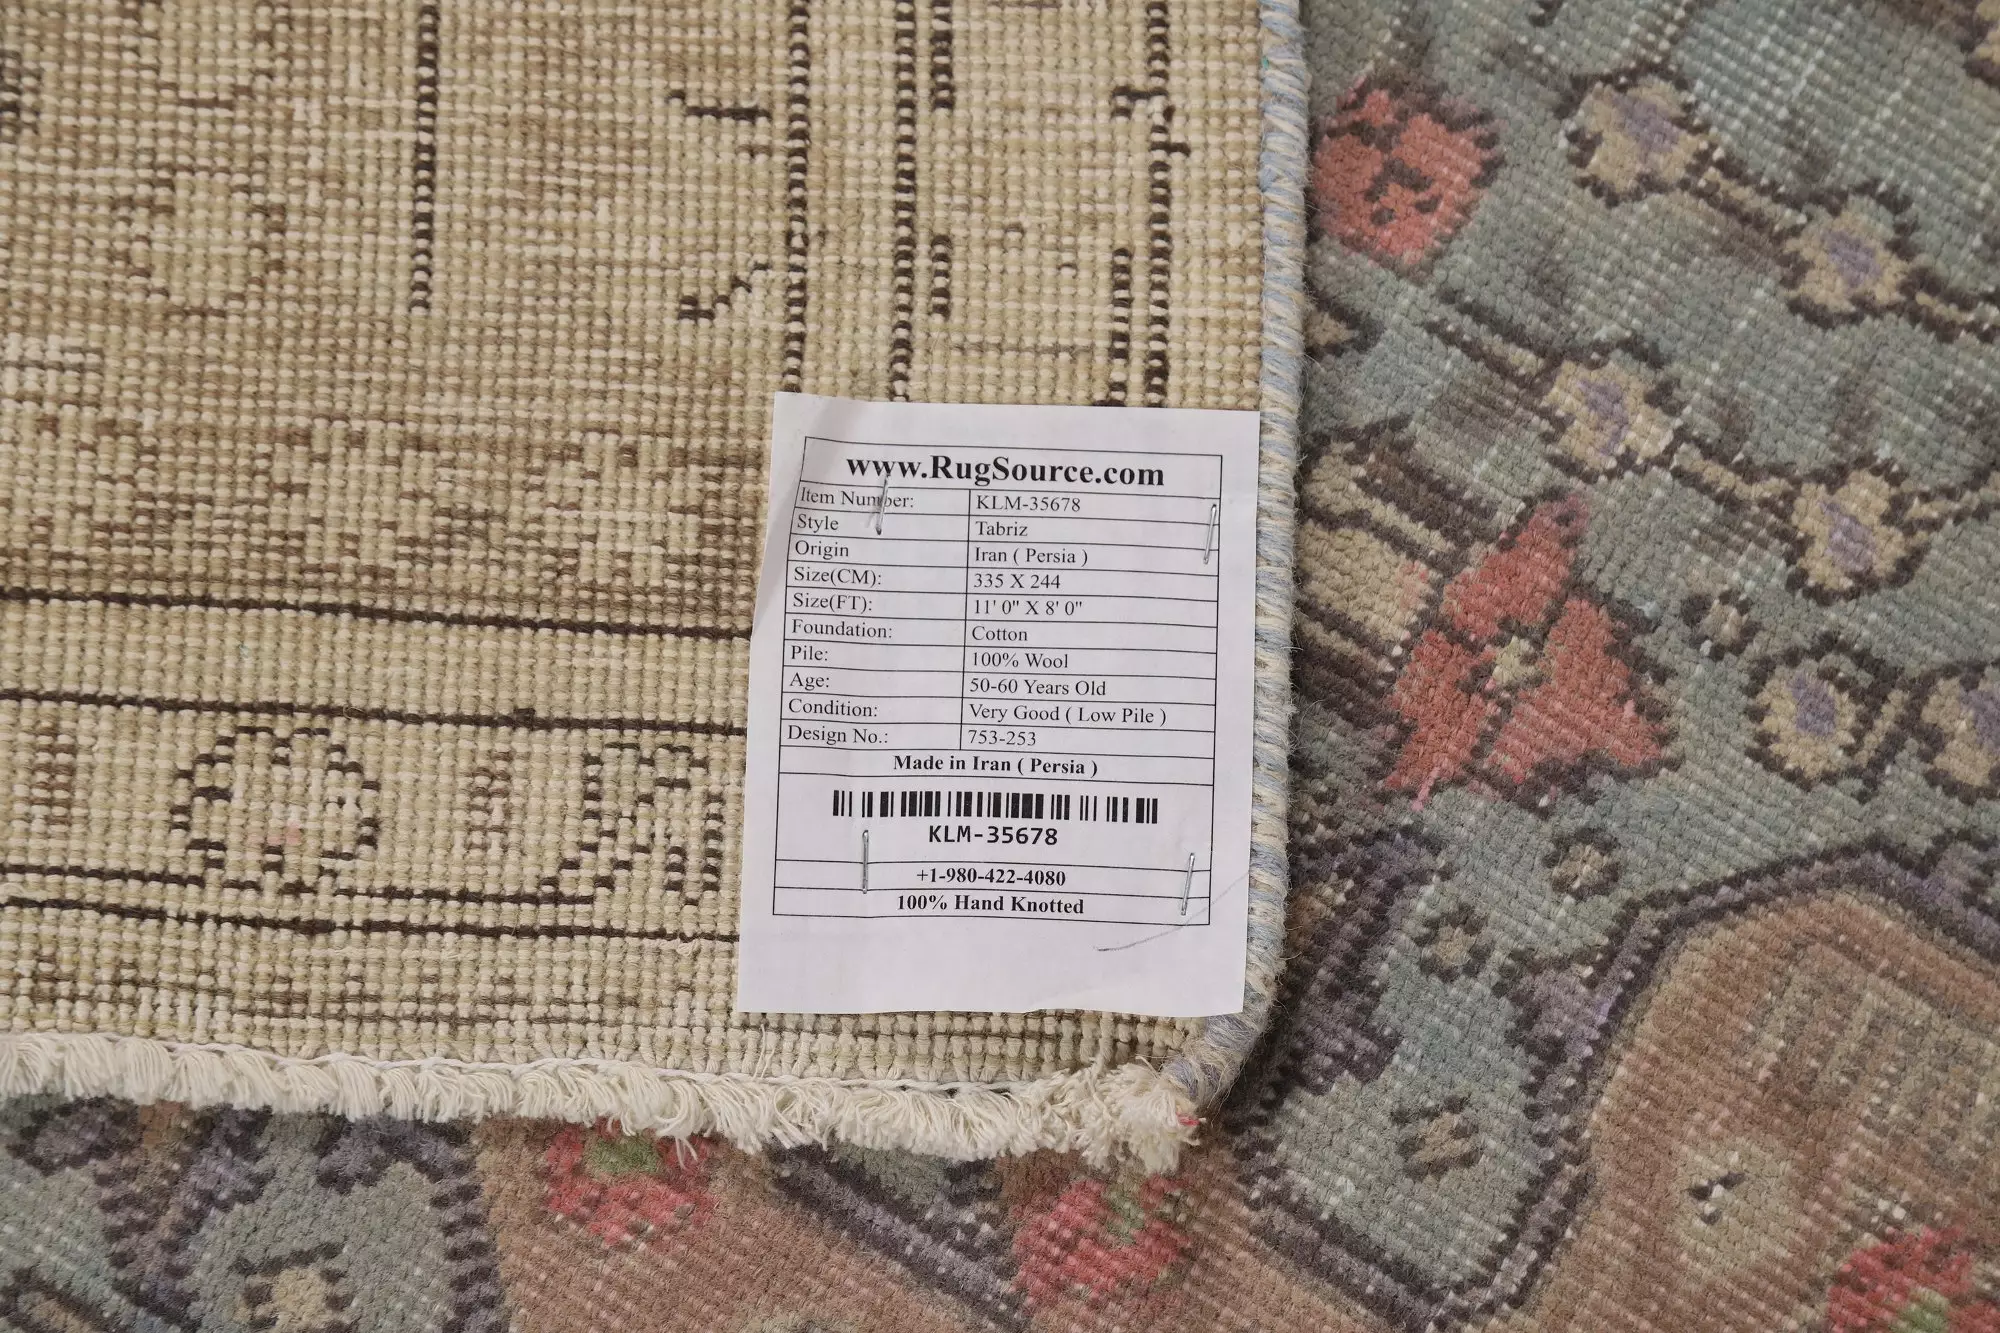 www.RugSource.com
Item Number: KLM-35678
Style Tabriz
Origin Iran ( Persia )
Size(CM): 335 X 244
Size(FT): 11' 0" X 8' 0"
Foundation: Cotton
Pile: 100% Wool
Age: 50-60 Years Old
Condition: Very Good ( Low Pile )
Design No.: 753-253
Made in Iran ( Persia )
KLM-35678
+1-980-422-4080
100% Hand Knotted